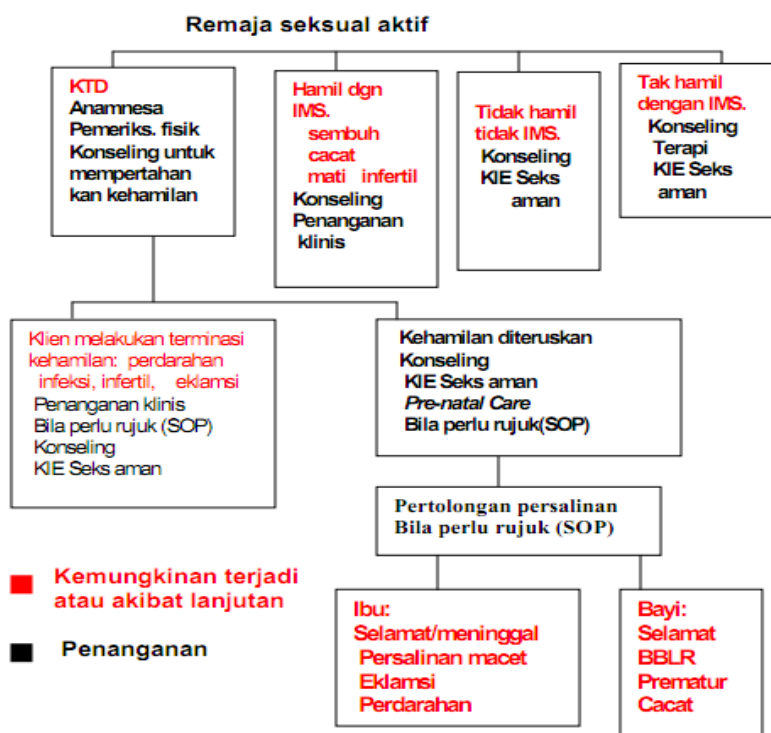 Remaja seksual aktif
KTD
Anamnesa
Pemeriks. fisik
Konseling untuk
mempertahan
kan kehamilan
Hamil dgn
IMS.
sembuh
cacat
mati infertil
Konseling
Penanganan
klinis
Tidak hamil
tidak IMS.
Konseling
KIE Seks
aman
Tak hamil
dengan IMS.
Konseling
Terapi
KIE Seks
aman
Klien melakukan terminasi
kehamilan: perdarahan
infeksi, infertil, eklamsi
Penanganan klinis
Bila perlu rujuk (SOP)
Konseling
KIE Seks aman
Kehamilan diteruskan
Konseling
KIE Seks aman
Pre-natal Care
Bila perlu rujuk(SOP)
Pertolongan persalinan
Bila perlu rujuk (SOP)
Kemungkinan terjadi
atau akibat lanjutan
Penanganan
Ibu:
Selamat/meninggal
Persalinan macet
Eklamsi
Perdarahan
Bayi:
Selamat
BBLR
Prematur
Cacat